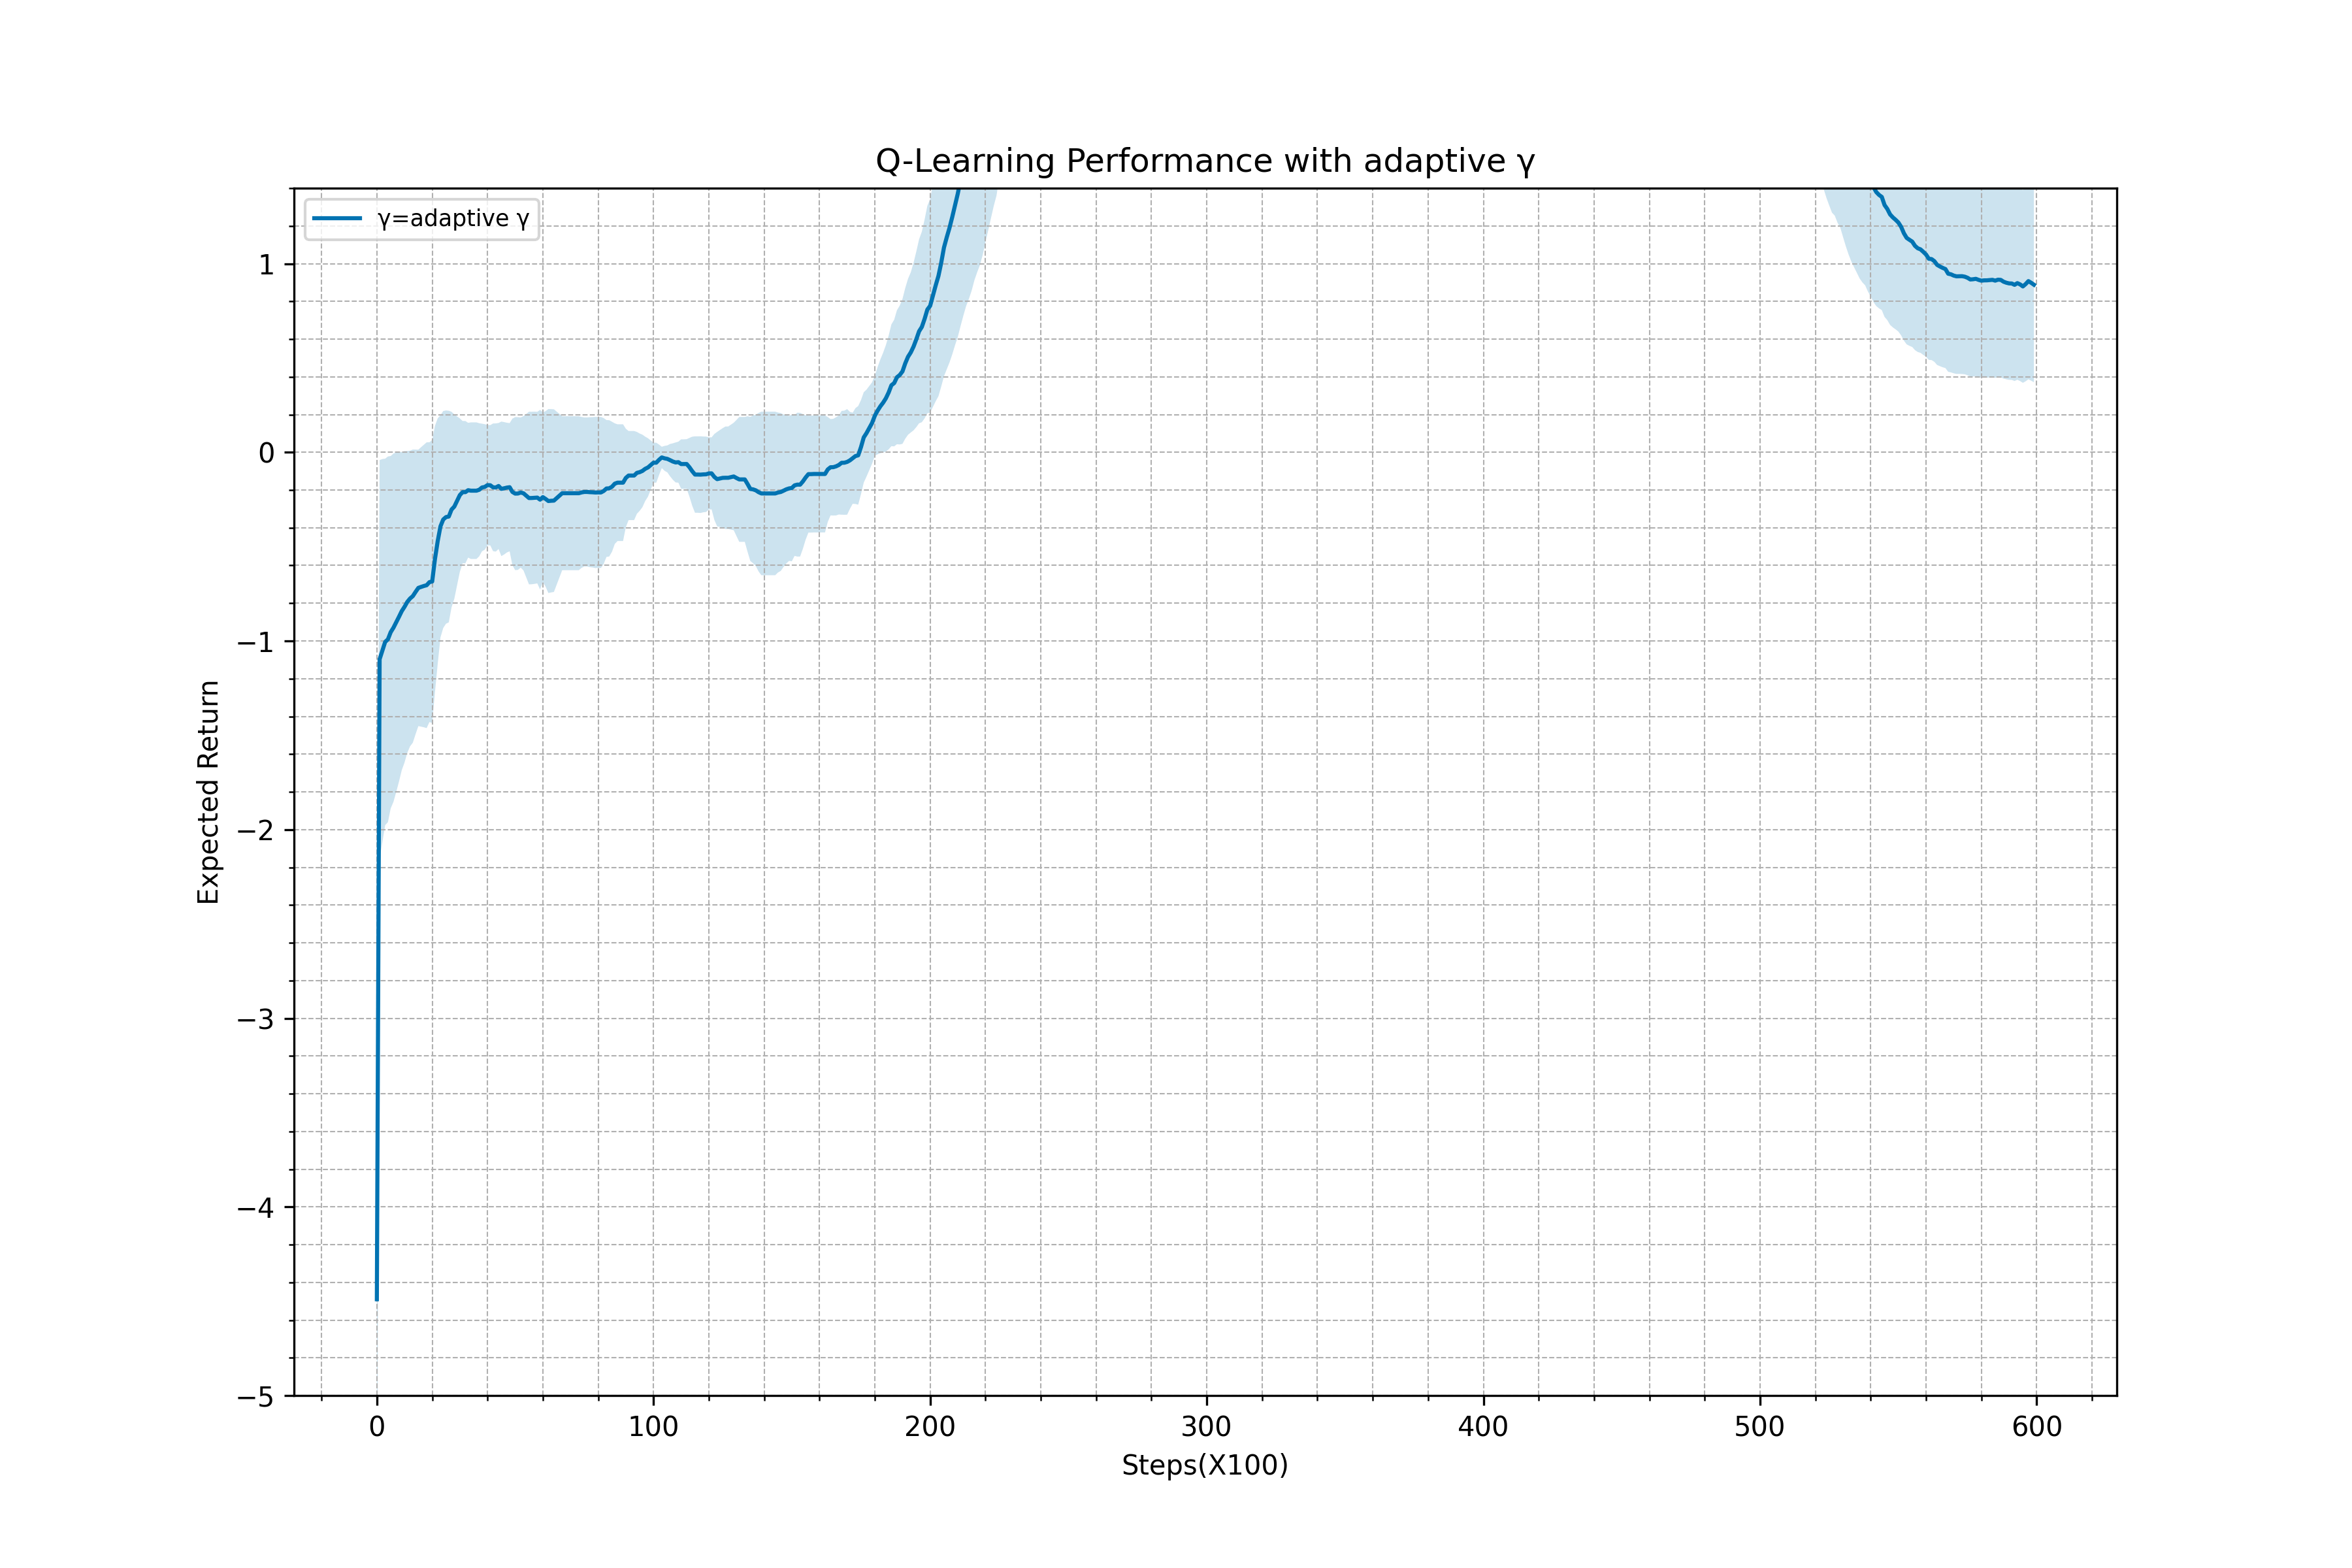 Q-Learning Performance with adaptive γ
γ=adaptive γ
Expected Return
1
0
−1
−2
−3
−4
−5
0 100 200 300 400 500 600
Steps(X100)